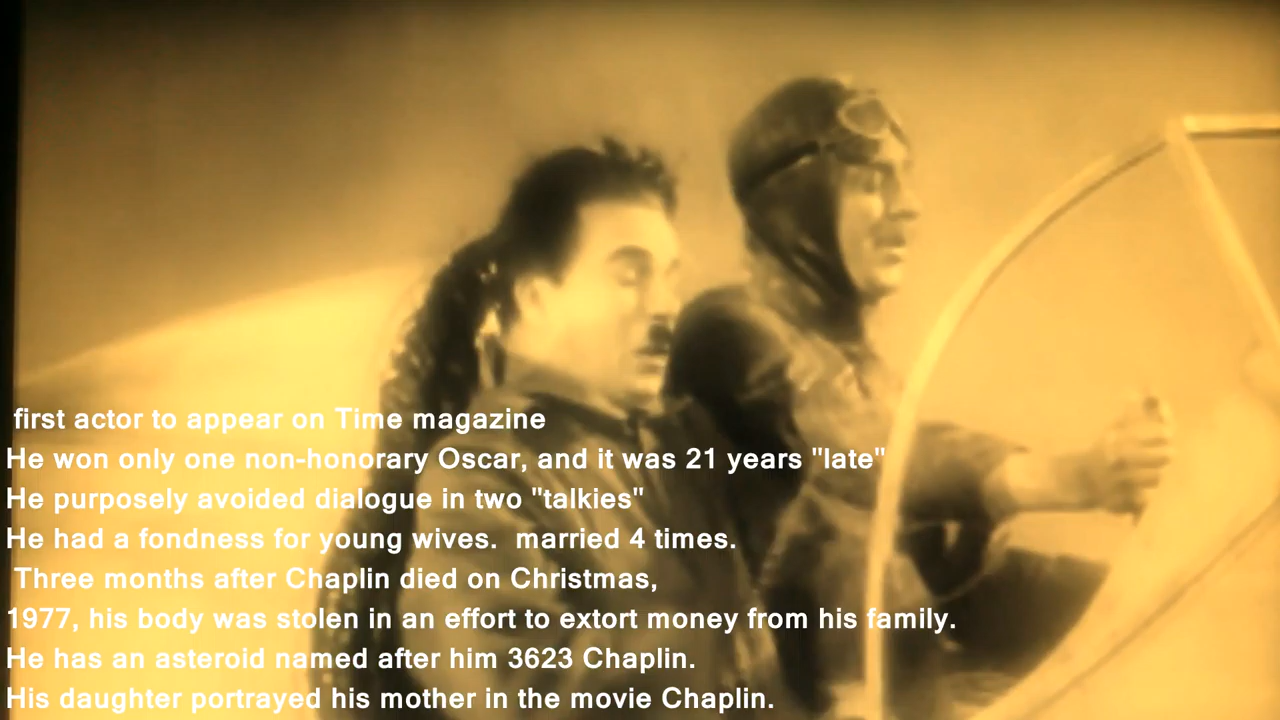 first actor to appear on Time magazine
He won only one non-honorary Oscar, and it was 21 years "late"
He purposely avoided dialogue in two "talkies"
He had a fondness for young wives.  married 4 times.
Three months after Chaplin died on Christmas,
1977, his body was stolen in an effort to extort money from his family.
He has an asteroid named after him 3623 Chaplin.
His daughter portrayed his mother in the movie Chaplin.